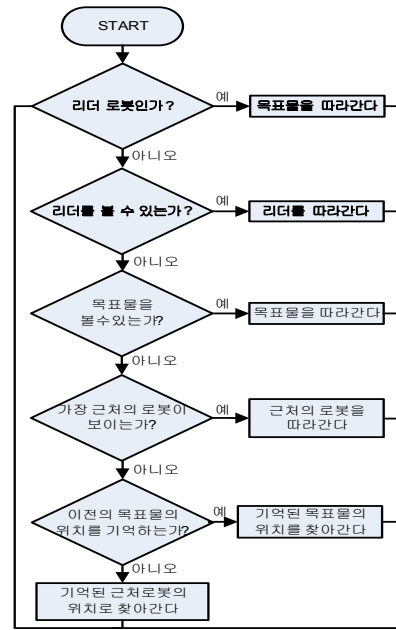 START
리더 로봇인가?
예
목표물을 따라간다
아니오
리더를 볼 수 있는가?
예
리더를 따라간다
아니오
목표물을
볼수있는가?
예
목표물을 따라간다
아니오
가장 근처의 로봇이
보이는가?
예
근처의 로봇을
따라간다
아니오
이전의 목표물의
위치를 기억하는가?
예
기억된 목표물의
위치를 찾아간다
아니오
기억된 근처로봇의
위치로 찾아간다